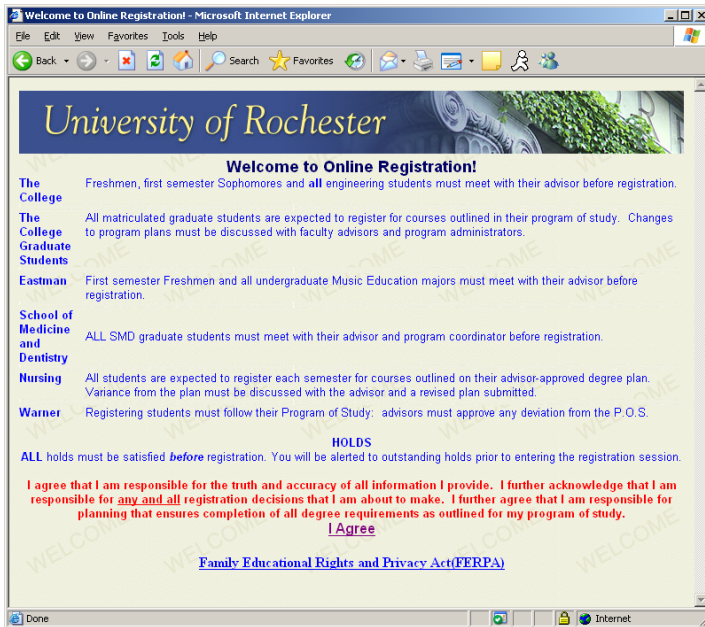 Welcome to Online Registration! - Microsoft Internet Explorer
File Edit View Favorites Tools Help
Back Search Favorites
University of Rochester
Welcome to Online Registration!
The College
Freshmen, first semester Sophomores and all engineering students must meet with their advisor before registration.
The College Graduate Students
All matriculated graduate students are expected to register for courses outlined in their program of study. Changes
to program plans must be discussed with faculty advisors and program administrators.
Eastman
First semester Freshmen and all undergraduate Music Education majors must meet with their advisor before
registration.
School of Medicine and Dentistry
ALL SMD graduate students must meet with their advisor and program coordinator before registration.
Nursing
All students are expected to register each semester for courses outlined on their advisor-approved degree plan.
Variance from the plan must be discussed with the advisor and a revised plan submitted.
Warner
Registering students must follow their Program of Study: advisors must approve any deviation from the P.O.S.
HOLDS
ALL holds must be satisfied before registration. You will be alerted to outstanding holds prior to entering the registration session.
I agree that I am responsible for the truth and accuracy of all information I provide. I further acknowledge that I am
responsible for any and all registration decisions that I am about to make. I further agree that I am responsible for
planning that ensures completion of all degree requirements as outlined for my program of study.
I Agree
Family Educational Rights and Privacy Act(FERPA)
Done Internet